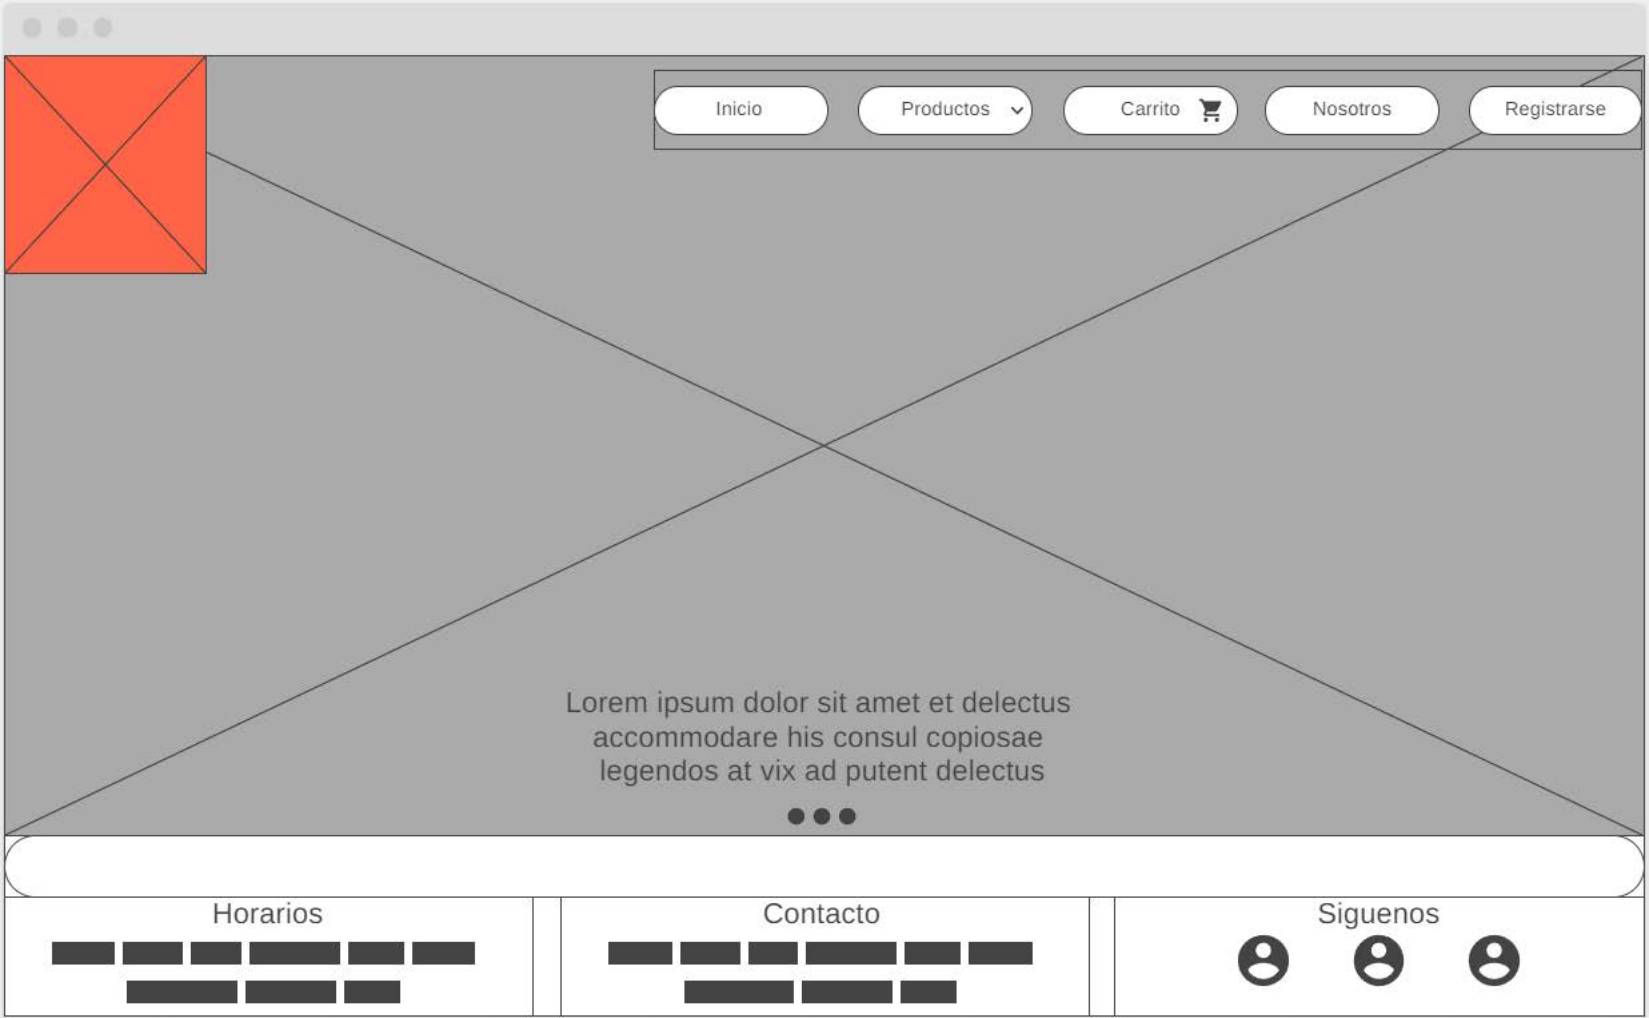 Inicio
Productos
Carrito
Nosotros
Registrarse
Lorem ipsum dolor sit amet et delectus
accommodare his consul copiosae
legendos at vix ad putent delectus
Horarios
Contacto
Siguenos